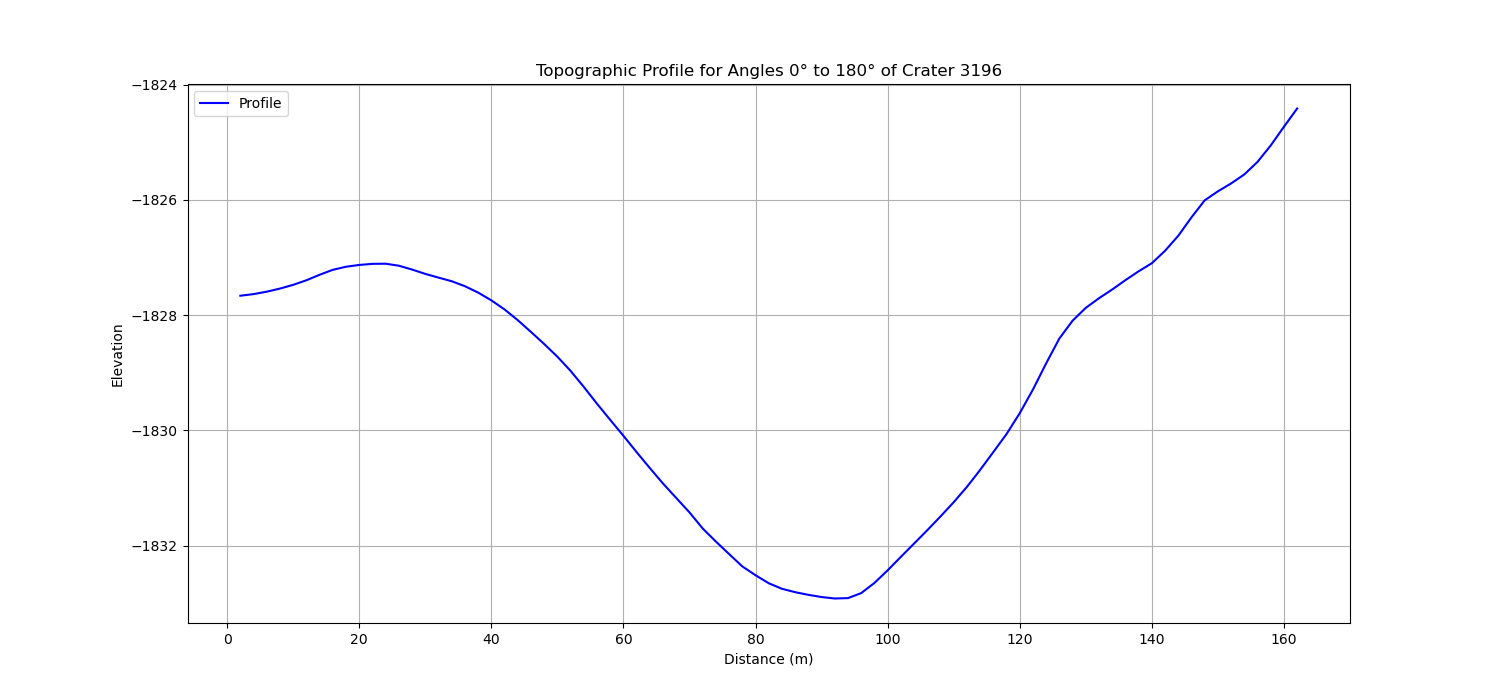 Topographic Profile for Angles 0° to 180° of Crater 3196
Profile
Elevation
−1824
−1826
−1828
−1830
−1832
0 20 40 60 80 100 120 140 160
Distance (m)